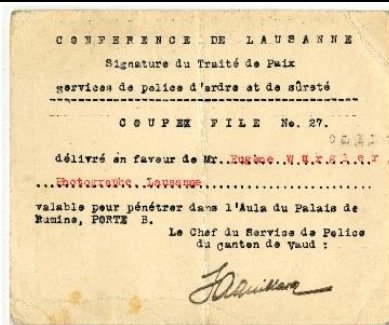 CONFERENCE DE LAUSANNE
Signature du Traité de Paix
services de police d'ordre et de sûreté
COUPEX FILE No. 27.
délivré en faveur de Mr. Eugène Würgler
Photographe Lausanne
valable pour pénétrer dans l'Aula du Palais de
Rumine, PORTE B.
Le Chef du Service de Police
du Canton de Vaud :